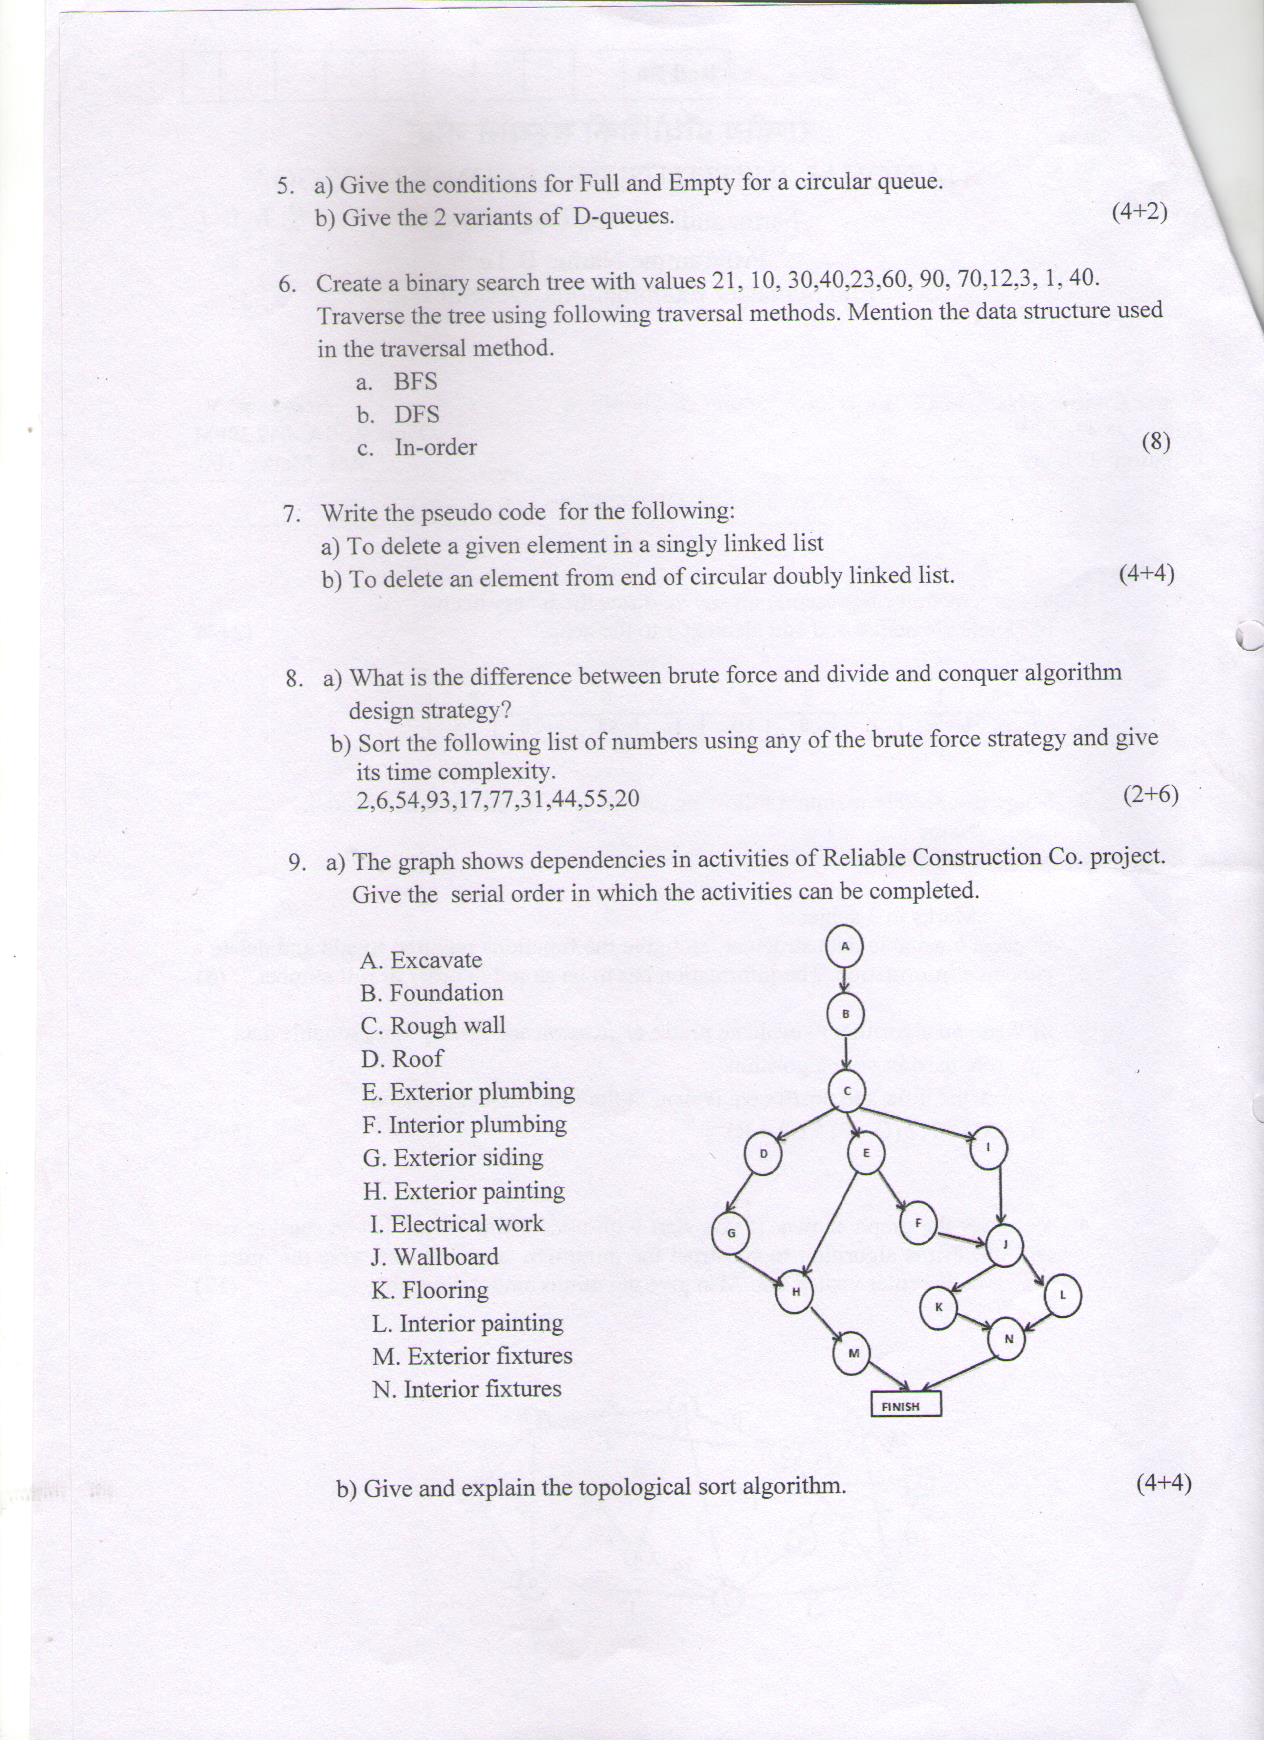 5. a) Give the conditions for Full and Empty for a circular queue.
b) Give the 2 variants of D-queues. (4+2)
6. Create a binary search tree with values 21, 10, 30,40,23,60, 90, 70,12,3, 1, 40.
Traverse the tree using following traversal methods. Mention the data structure used
in the traversal method.
a. BFS
b. DFS
c. In-order (8)
7. Write the pseudo code for the following:
a) To delete a given element in a singly linked list
b) To delete an element from end of circular doubly linked list. (4+4)
8. a) What is the difference between brute force and divide and conquer algorithm
design strategy?
b) Sort the following list of numbers using any of the brute force strategy and give
its time complexity.
2,6,54,93,17,77,31,44,55,20 (2+6)
9. a) The graph shows dependencies in activities of Reliable Construction Co. project.
Give the serial order in which the activities can be completed.
A. Excavate
B. Foundation
C. Rough wall
D. Roof
E. Exterior plumbing
F. Interior plumbing
G. Exterior siding
H. Exterior painting
I. Electrical work
J. Wallboard
K. Flooring
L. Interior painting
M. Exterior fixtures
N. Interior fixtures
A
B
C
D E I
G F J
H K L
M N
FINISH
b) Give and explain the topological sort algorithm. (4+4)